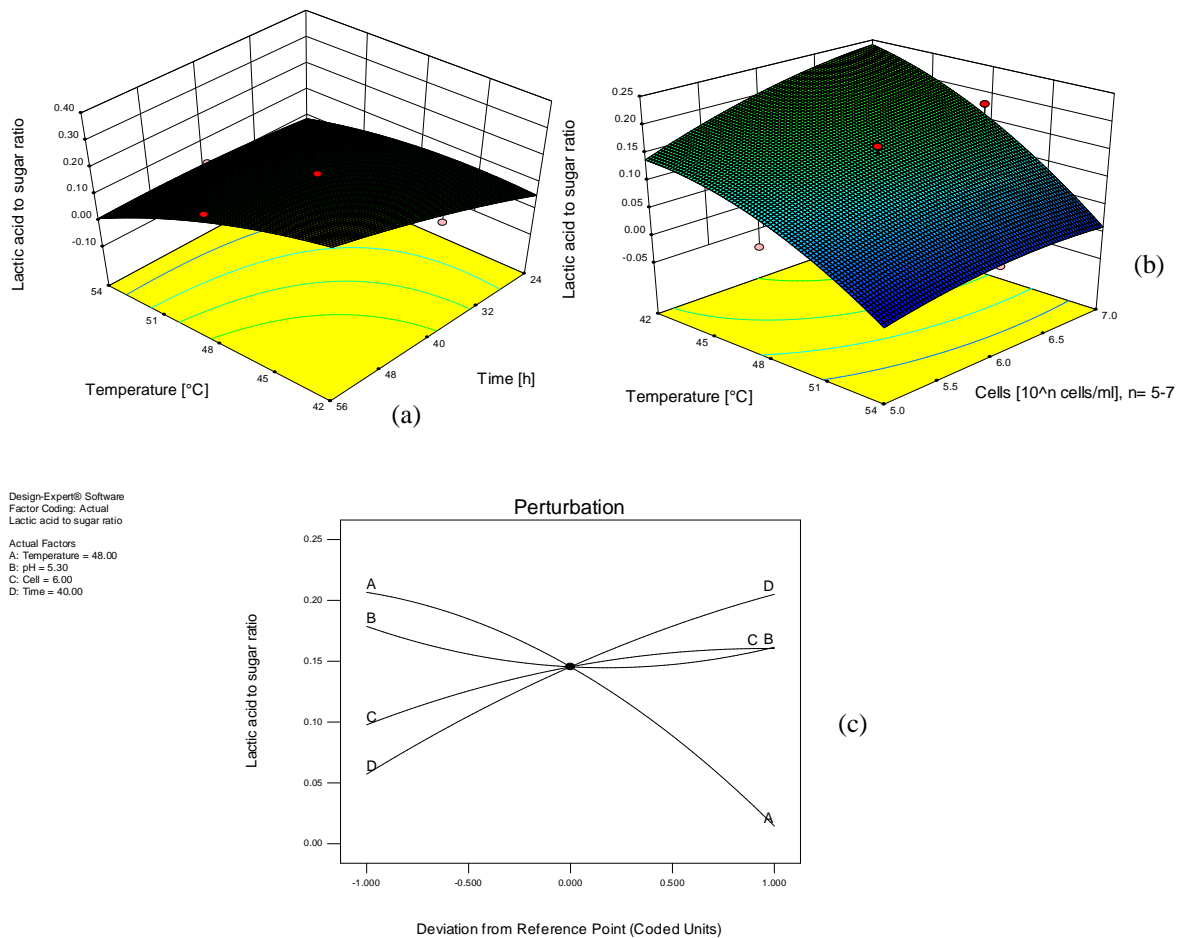 Lactic acid to sugar ratio
0.40
0.30
0.20
0.10
0.00
-0.10
54
51
48
45
42
Temperature [°C]
56
48
40
32
24
Time [h]
(a)
Lactic acid to sugar ratio
0.25
0.20
0.15
0.10
0.05
0.00
-0.05
42
45
48
51
54
Temperature [°C]
5.0
5.5
6.0
6.5
7.0
Cells [10^n cells/ml], n= 5-7
(b)
Design-Expert® Software
Factor Coding: Actual
Lactic acid to sugar ratio
Actual Factors
A: Temperature = 48.00
B: pH = 5.30
C: Cell = 6.00
D: Time = 40.00
Perturbation
Lactic acid to sugar ratio
0.25
0.20
0.15
0.10
0.05
0.00
A
B
C
D
D
C B
A
-1.000
-0.500
0.000
0.500
1.000
Deviation from Reference Point (Coded Units)
(c)